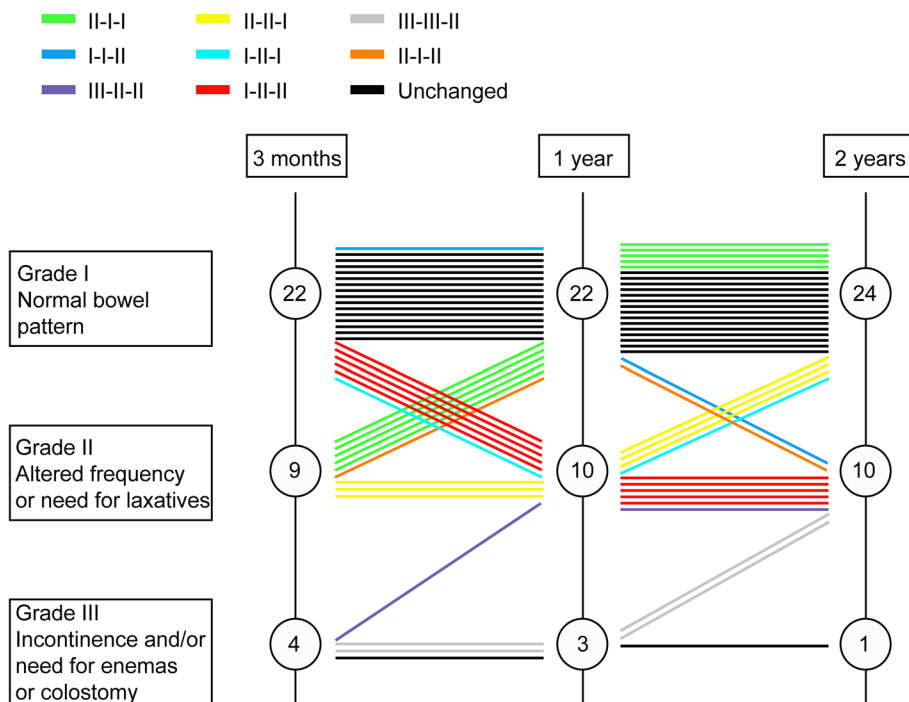 II-I-I
II-II-I
III-III-II
I-I-II
I-II-I
II-I-II
III-II-II
I-II-II
Unchanged
3 months
1 year
2 years
Grade I
Normal bowel
pattern
22
22
24
Grade II
Altered frequency
or need for laxatives
9
10
10
Grade III
Incontinence and/or
need for enemas
or colostomy
4
3
1